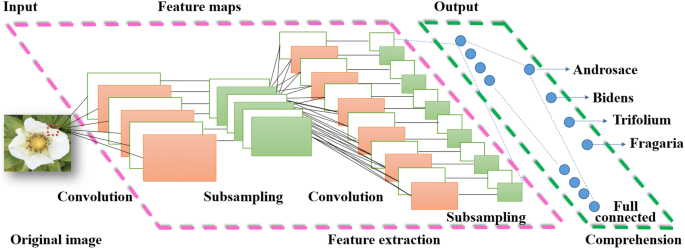 Input Feature maps Output
Androsace
Bidens
Trifolium
Fragaria
Convolution Subsampling Convolution
Full
connected
Subsampling
Original image Feature extraction Comprehension